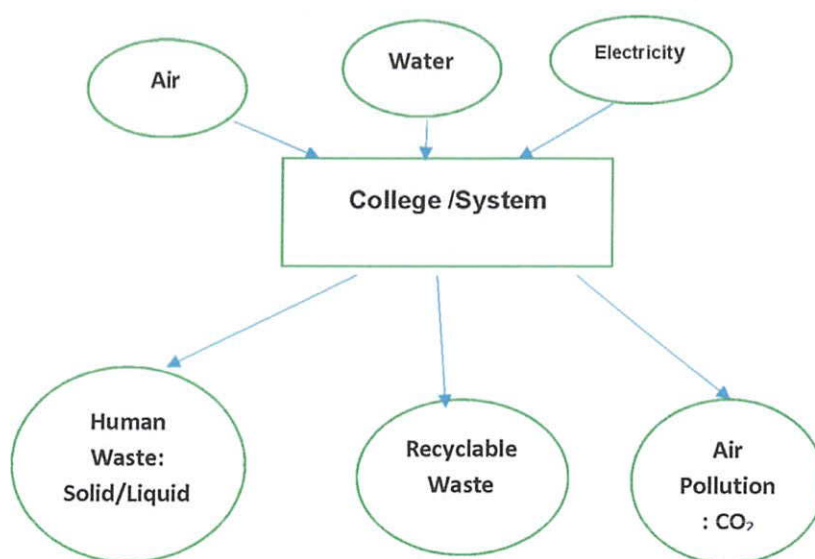 Air
Water
Electricity
College /System
Human
Waste:
Solid/Liquid
Recyclable
Waste
Air
Pollution
: CO₂